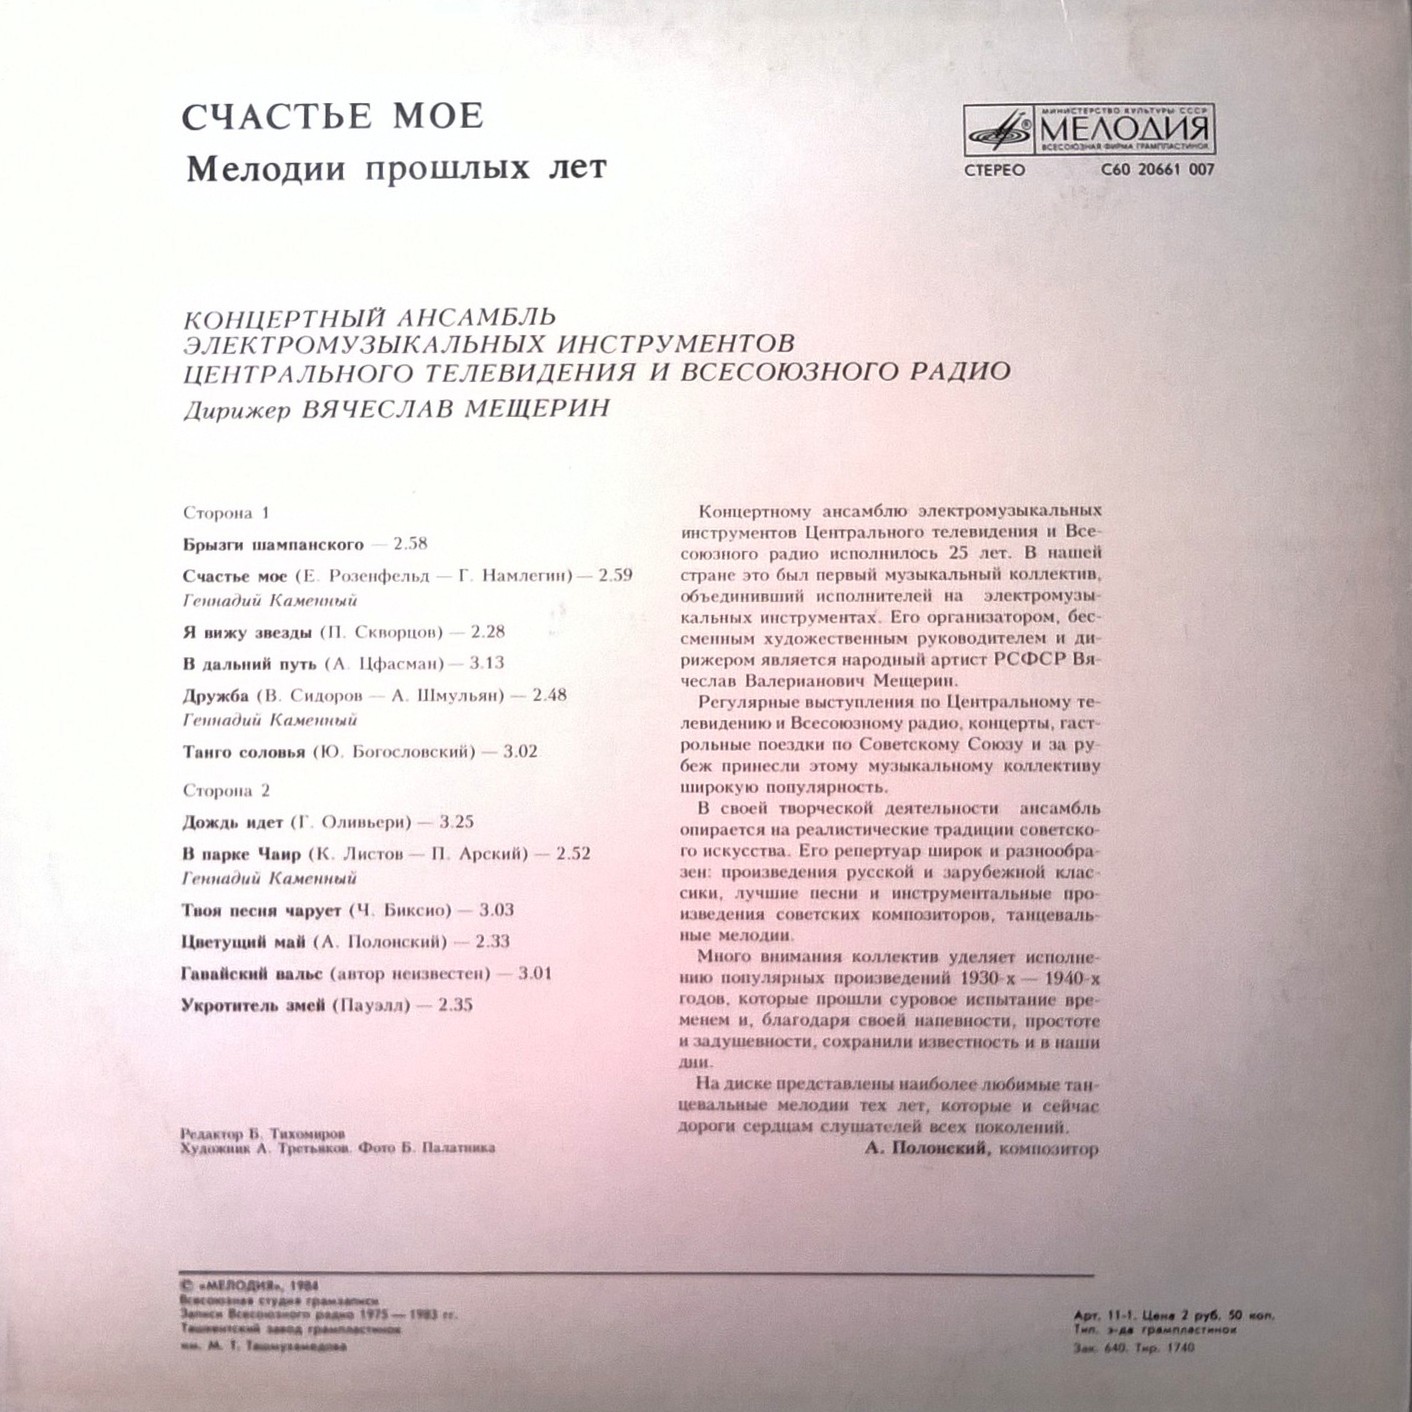 СЧАСТЬЕ МОЕ
Мелодии прошлых лет
МИНИСТЕРСТВО КУЛЬТУРЫ СССР
МЕЛОДИЯ
ВСЕСОЮЗНАЯ ФИРМА ГРАМПЛАСТИНОК
СТЕРЕО С60 20661 007
КОНЦЕРТНЫЙ АНСАМБЛЬ
ЭЛЕКТРОМУЗЫКАЛЬНЫХ ИНСТРУМЕНТОВ
ЦЕНТРАЛЬНОГО ТЕЛЕВИДЕНИЯ И ВСЕСОЮЗНОГО РАДИО
Дирижер ВЯЧЕСЛАВ МЕЩЕРИН
Сторона 1
Брызги шампанского — 2.58
Счастье мое (Е. Розенфельд — Г. Намлегин) — 2.59
Геннадий Каменный
Я вижу звезды (П. Скворцов) — 2.28
В дальний путь (А. Цфасман) — 3.13
Дружба (В. Сидоров — А. Шмульян) — 2.48
Геннадий Каменный
Танго соловья (Ю. Богословский) — 3.02
Сторона 2
Дождь идет (Г. Оливьери) — 3.25
В парке Чаир (К. Листов — П. Арский) — 2.52
Геннадий Каменный
Твоя песня чарует (Ч. Биксио) — 3.03
Цветущий май (А. Полонский) — 2.33
Гавайский вальс (автор неизвестен) — 3.01
Укротитель змей (Пауэлл) — 2.35
Редактор Б. Тихомиров
Художник А. Третьяков. Фото Б. Палатника
Концертному ансамблю электромузыкальных
инструментов Центрального телевидения и Все-
союзного радио исполнилось 25 лет. В нашей
стране это был первый музыкальный коллектив,
объединивший исполнителей на электромузы-
кальных инструментах. Его организатором, бес-
сменным художественным руководителем и ди-
рижером является народный артист РСФСР Вя-
чеслав Валерианович Мещерин.
Регулярные выступления по Центральному те-
левидению и Всесоюзному радио, концерты, гаст-
рольные поездки по Советскому Союзу и за ру-
беж принесли этому музыкальному коллективу
широкую популярность.
В своей творческой деятельности ансамбль
опирается на реалистические традиции советско-
го искусства. Его репертуар широк и разнообра-
зен: произведения русской и зарубежной клас-
сики, лучшие песни и инструментальные про-
изведения советских композиторов, танцеваль-
ные мелодии.
Много внимания коллектив уделяет исполне-
нию популярных произведений 1930-х — 1940-х
годов, которые прошли суровое испытание вре-
менем и, благодаря своей напевности, простоте
и задушевности, сохранили известность и в наши
дни.
На диске представлены наиболее любимые тан-
цевальные мелодии тех лет, которые и сейчас
дороги сердцам слушателей всех поколений.
А. Полонский, композитор
© «МЕЛОДИЯ», 1984
Всесоюзная студия грамзаписи
Записи Всесоюзного радио 1975 — 1983 гг.
Ташкентский завод грампластинок
им. М. Т. Ташмухамедова
Арт. 11-1. Цена 2 руб. 50 коп.
Тип. з-да грампластинок
Зак. 640. Тир. 1740